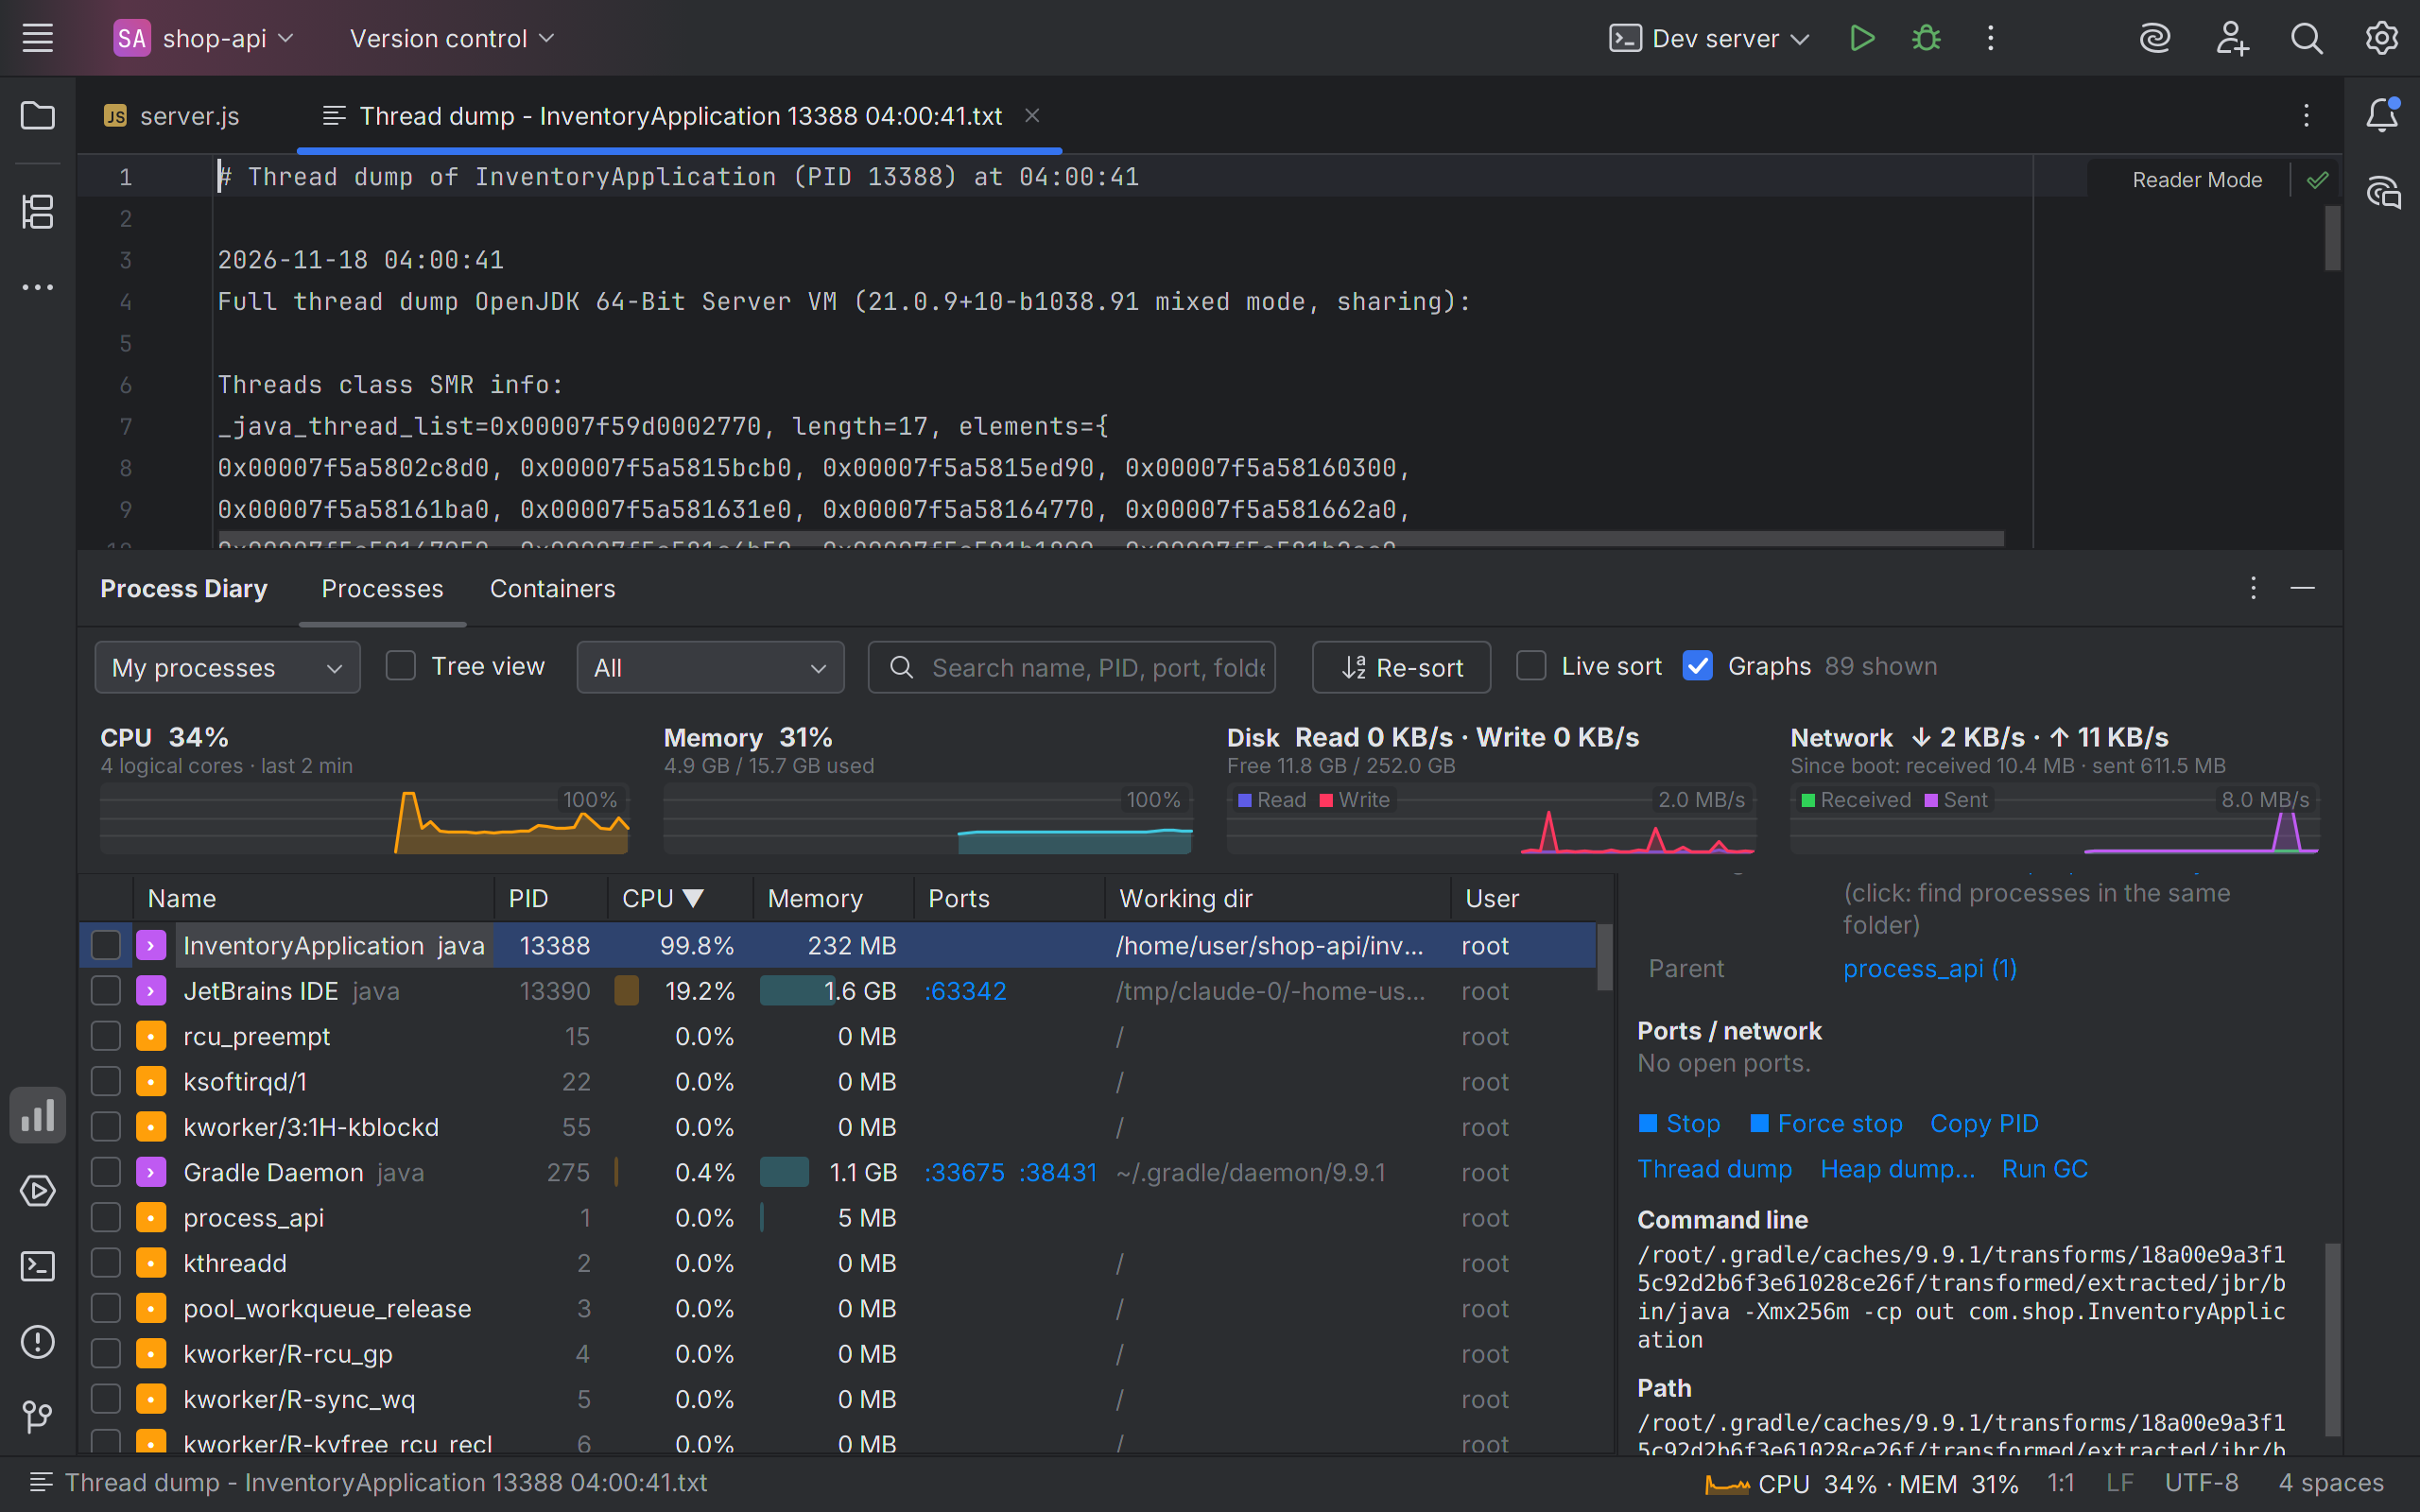 SA shop-api Version control Dev server
JS server.js Thread dump - InventoryApplication 13388 04:00:41.txt
1 # Thread dump of InventoryApplication (PID 13388) at 04:00:41
Reader Mode
2
3 2026-11-18 04:00:41
4 Full thread dump OpenJDK 64-Bit Server VM (21.0.9+10-b1038.91 mixed mode, sharing):
5
6 Threads class SMR info:
7 _java_thread_list=0x00007f59d0002770, length=17, elements={
8 0x00007f5a5802c8d0, 0x00007f5a5815bcb0, 0x00007f5a5815ed90, 0x00007f5a58160300,
9 0x00007f5a58161ba0, 0x00007f5a581631e0, 0x00007f5a58164770, 0x00007f5a581662a0,
Process Diary Processes Containers
My processes Tree view All Search name, PID, port, folde Re-sort Live sort Graphs 89 shown
CPU 34%
4 logical cores · last 2 min
100%
Memory 31%
4.9 GB / 15.7 GB used
100%
Disk Read 0 KB/s · Write 0 KB/s
Free 11.8 GB / 252.0 GB
Read Write 2.0 MB/s
Network ↓ 2 KB/s · ↑ 11 KB/s
Since boot: received 10.4 MB · sent 611.5 MB
Received Sent 8.0 MB/s
Name PID CPU ▼ Memory Ports Working dir User
InventoryApplication java 13388 99.8% 232 MB /home/user/shop-api/inv... root
JetBrains IDE java 13390 19.2% 1.6 GB :63342 /tmp/claude-0/-home-us... root
rcu_preempt 15 0.0% 0 MB / root
ksoftirqd/1 22 0.0% 0 MB / root
kworker/3:1H-kblockd 55 0.0% 0 MB / root
Gradle Daemon java 275 0.4% 1.1 GB :33675 :38431 ~/.gradle/daemon/9.9.1 root
process_api 1 0.0% 5 MB root
kthreadd 2 0.0% 0 MB / root
pool_workqueue_release 3 0.0% 0 MB / root
kworker/R-rcu_gp 4 0.0% 0 MB / root
kworker/R-sync_wq 5 0.0% 0 MB / root
kworker/R-kvfree_rcu_recl 6 0.0% 0 MB / root
(click: find processes in the same
folder)
Parent process_api (1)
Ports / network
No open ports.
Stop Force stop Copy PID
Thread dump Heap dump... Run GC
Command line
/root/.gradle/caches/9.9.1/transforms/18a00e9a3f1
5c92d2b6f3e61028ce26f/transformed/extracted/jbr/b
in/java -Xmx256m -cp out com.shop.InventoryApplic
ation
Path
/root/.gradle/caches/9.9.1/transforms/18a00e9a3f1
5c92d2b6f3e61028ce26f/transformed/extracted/jbr/b
Thread dump - InventoryApplication 13388 04:00:41.txt
CPU 34% · MEM 31% 1:1 LF UTF-8 4 spaces